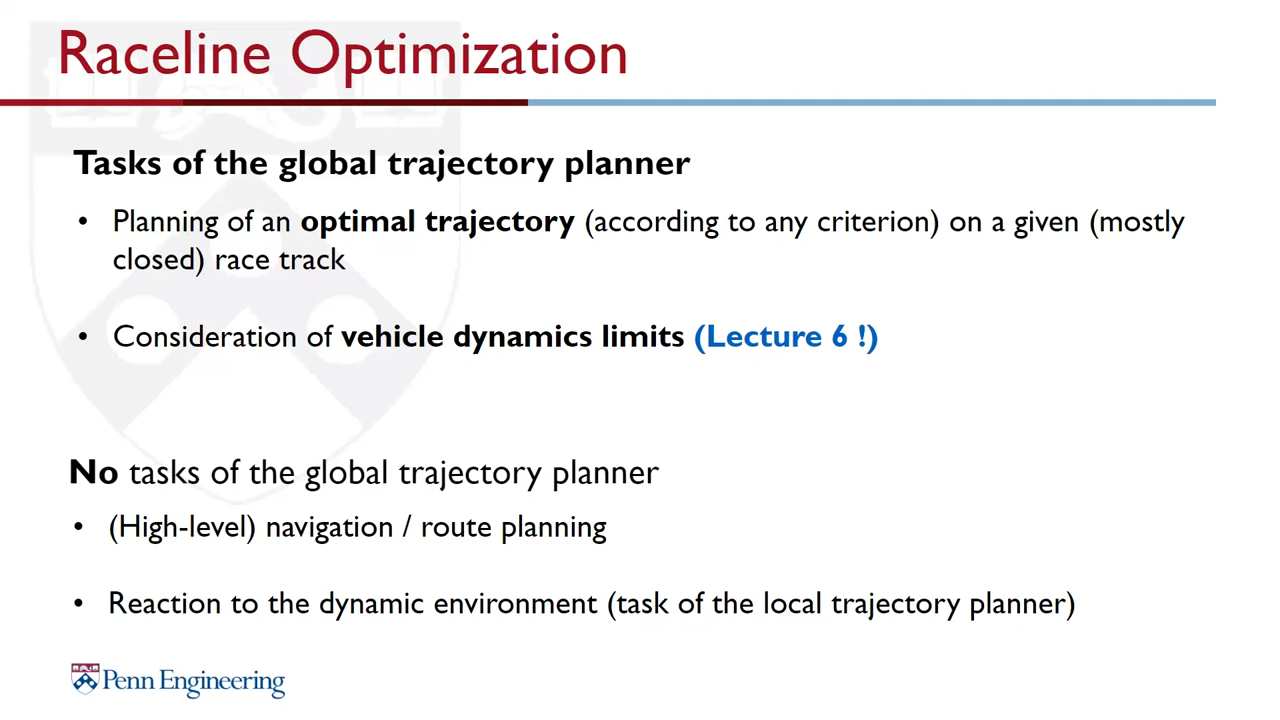 Raceline Optimization
Tasks of the global trajectory planner
• Planning of an optimal trajectory (according to any criterion) on a given (mostly
closed) race track
• Consideration of vehicle dynamics limits (Lecture 6 !)
No tasks of the global trajectory planner
• (High-level) navigation / route planning
• Reaction to the dynamic environment (task of the local trajectory planner)
Penn Engineering